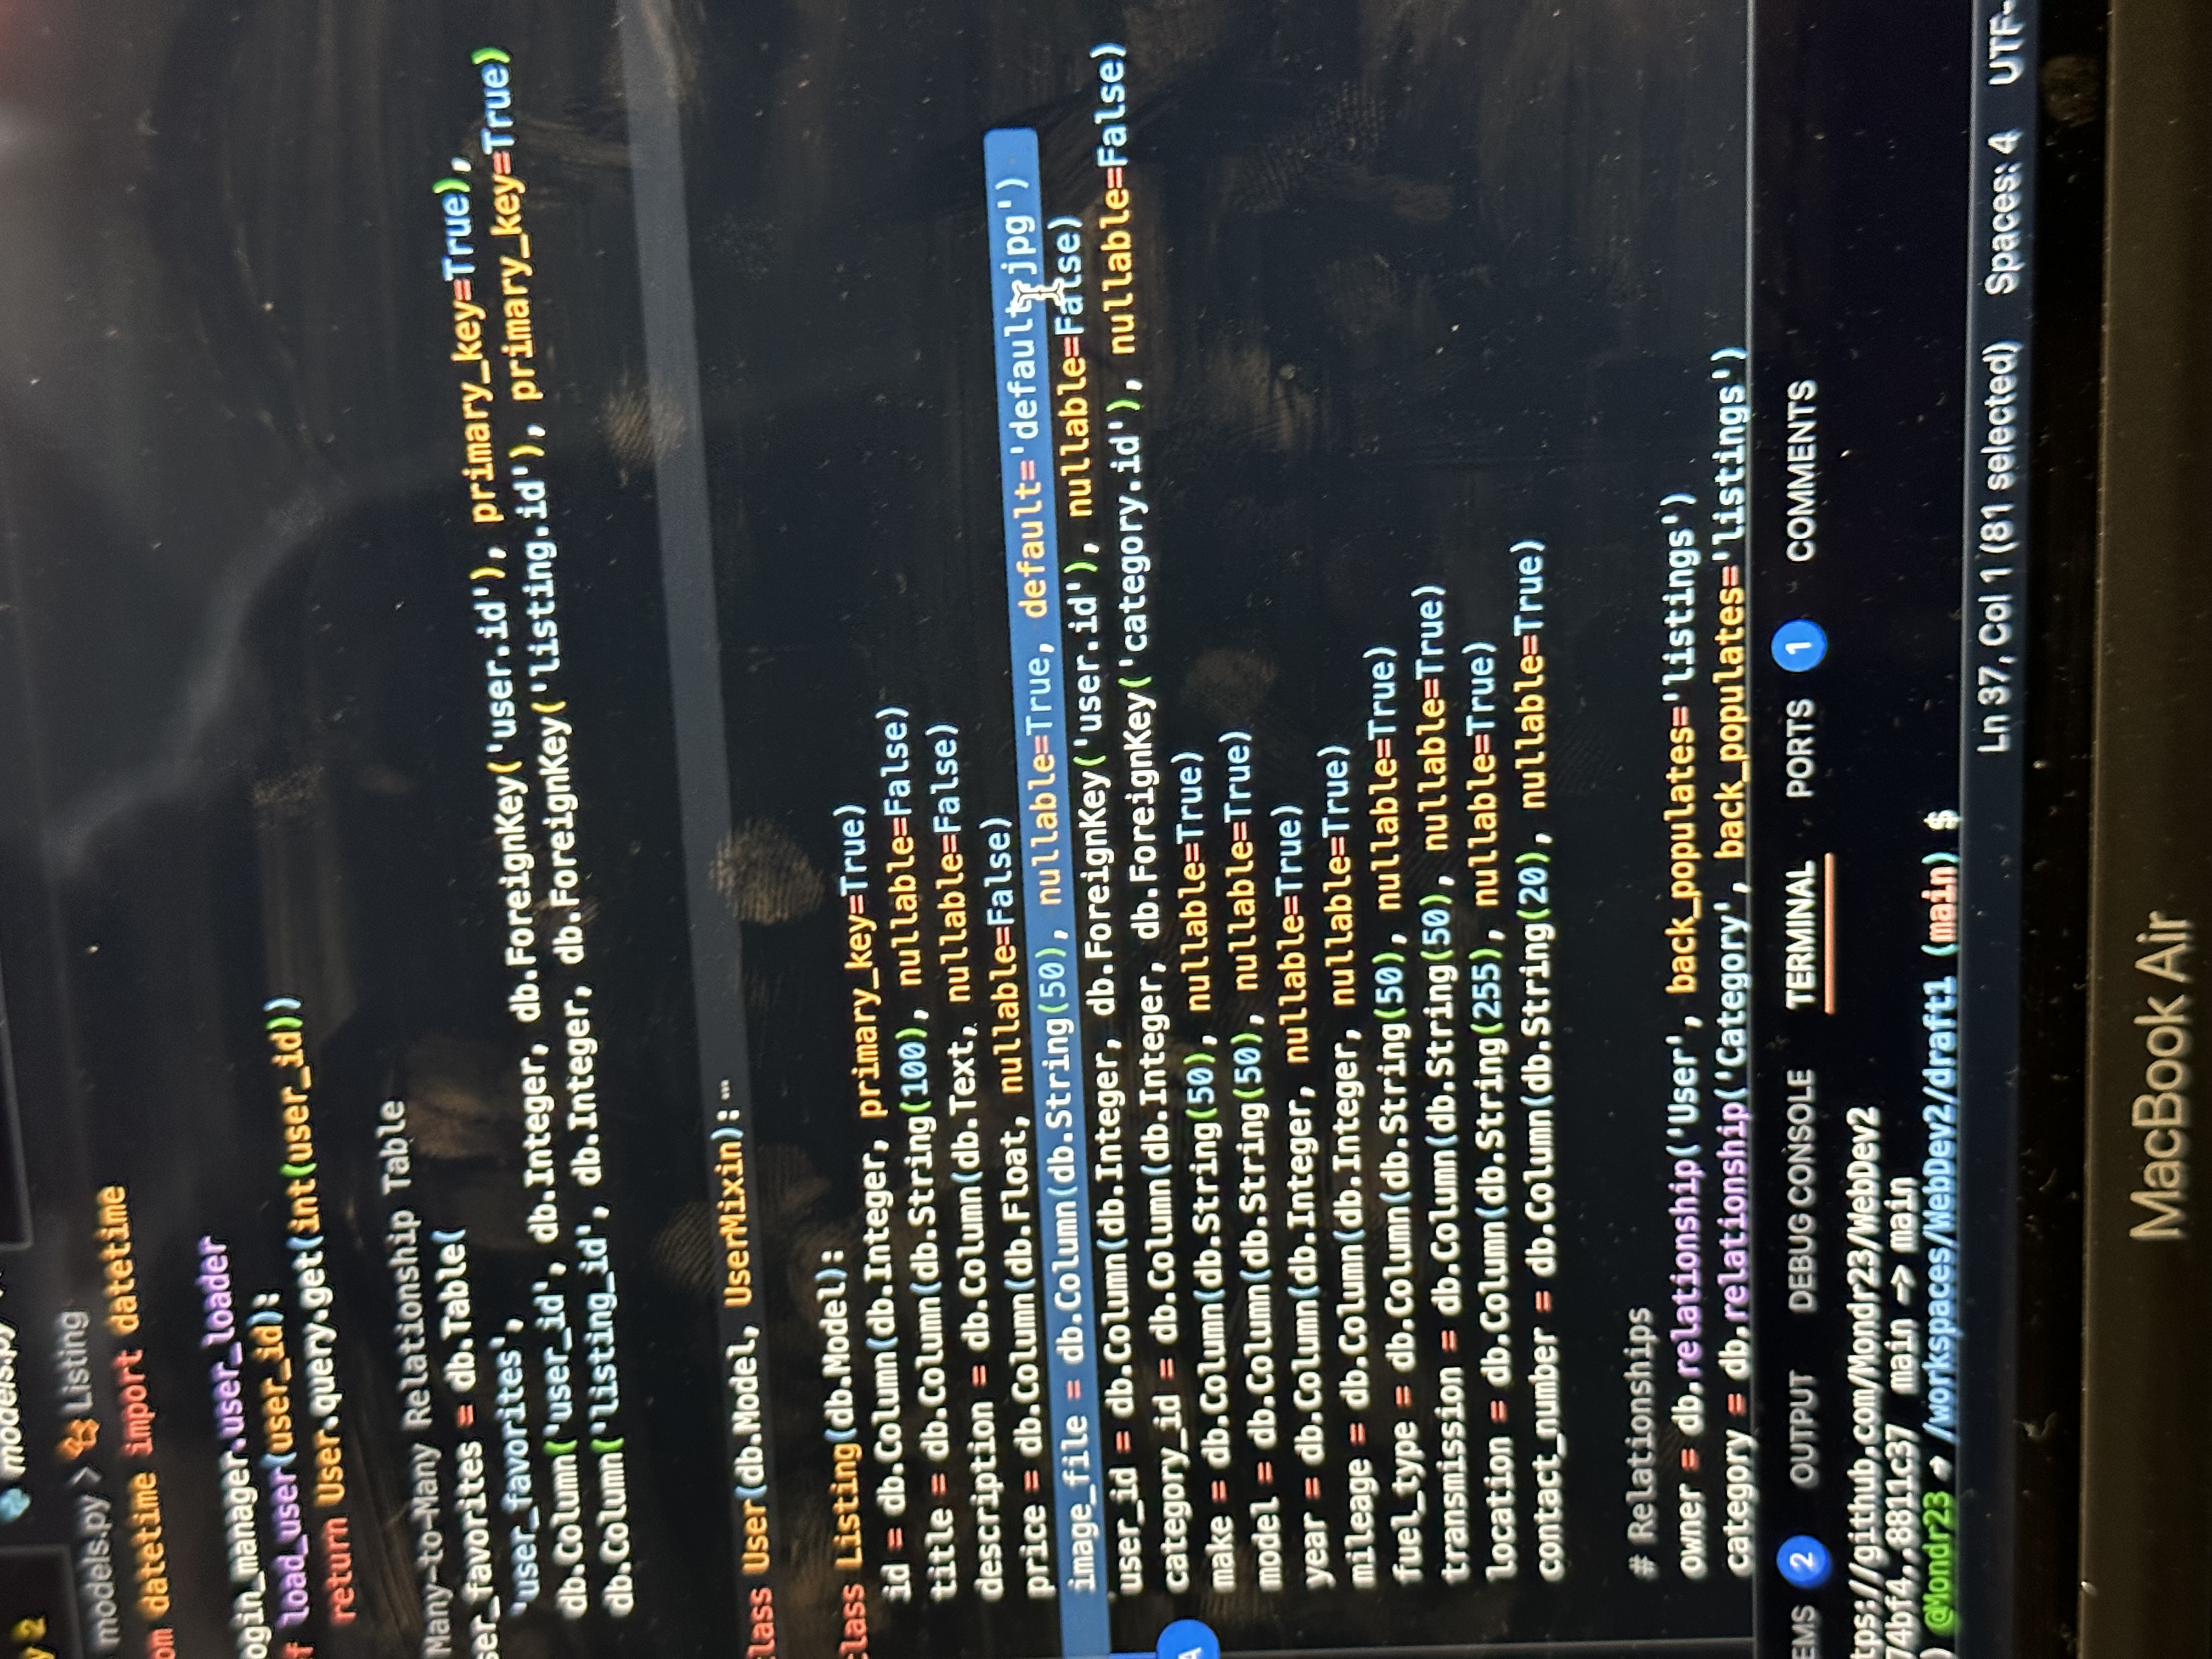 y 2
models.py
models.py > Listing
om datetime import datetime
ogin_manager.user_loader
f load_user(user_id):
return User.query.get(int(user_id))
Many-to-Many Relationship Table
ser_favorites = db.Table(
'user_favorites',
db.Column('user_id', db.Integer, db.ForeignKey('user.id'), primary_key=True),
db.Column('listing_id', db.Integer, db.ForeignKey('listing.id'), primary_key=True)
class User(db.Model, UserMixin):…
class Listing(db.Model):
id = db.Column(db.Integer, primary_key=True)
title = db.Column(db.String(100), nullable=False)
description = db.Column(db.Text, nullable=False)
price = db.Column(db.Float, nullable=False)
image_file = db.Column(db.String(50), nullable=True, default='default.jpg')
user_id = db.Column(db.Integer, db.ForeignKey('user.id'), nullable=False)
category_id = db.Column(db.Integer, db.ForeignKey('category.id'), nullable=False)
A
make = db.Column(db.String(50), nullable=True)
model = db.Column(db.String(50), nullable=True)
year = db.Column(db.Integer, nullable=True)
mileage = db.Column(db.Integer, nullable=True)
fuel_type = db.Column(db.String(50), nullable=True)
transmission = db.Column(db.String(50), nullable=True)
location = db.Column(db.String(255), nullable=True)
contact_number = db.Column(db.String(20), nullable=True)
# Relationships
owner = db.relationship('User', back_populates='listings')
category = db.relationship('Category', back_populates='listings')
EMS 2 OUTPUT DEBUG CONSOLE TERMINAL PORTS 1 COMMENTS
tps://github.com/Mondr23/WebDev2
74bf4..8811c37 main -> main
) @Mondr23 → /workspaces/WebDev2/draft1 (main) $
Ln 37, Col 1 (81 selected) Spaces: 4 UTF-
MacBook Air